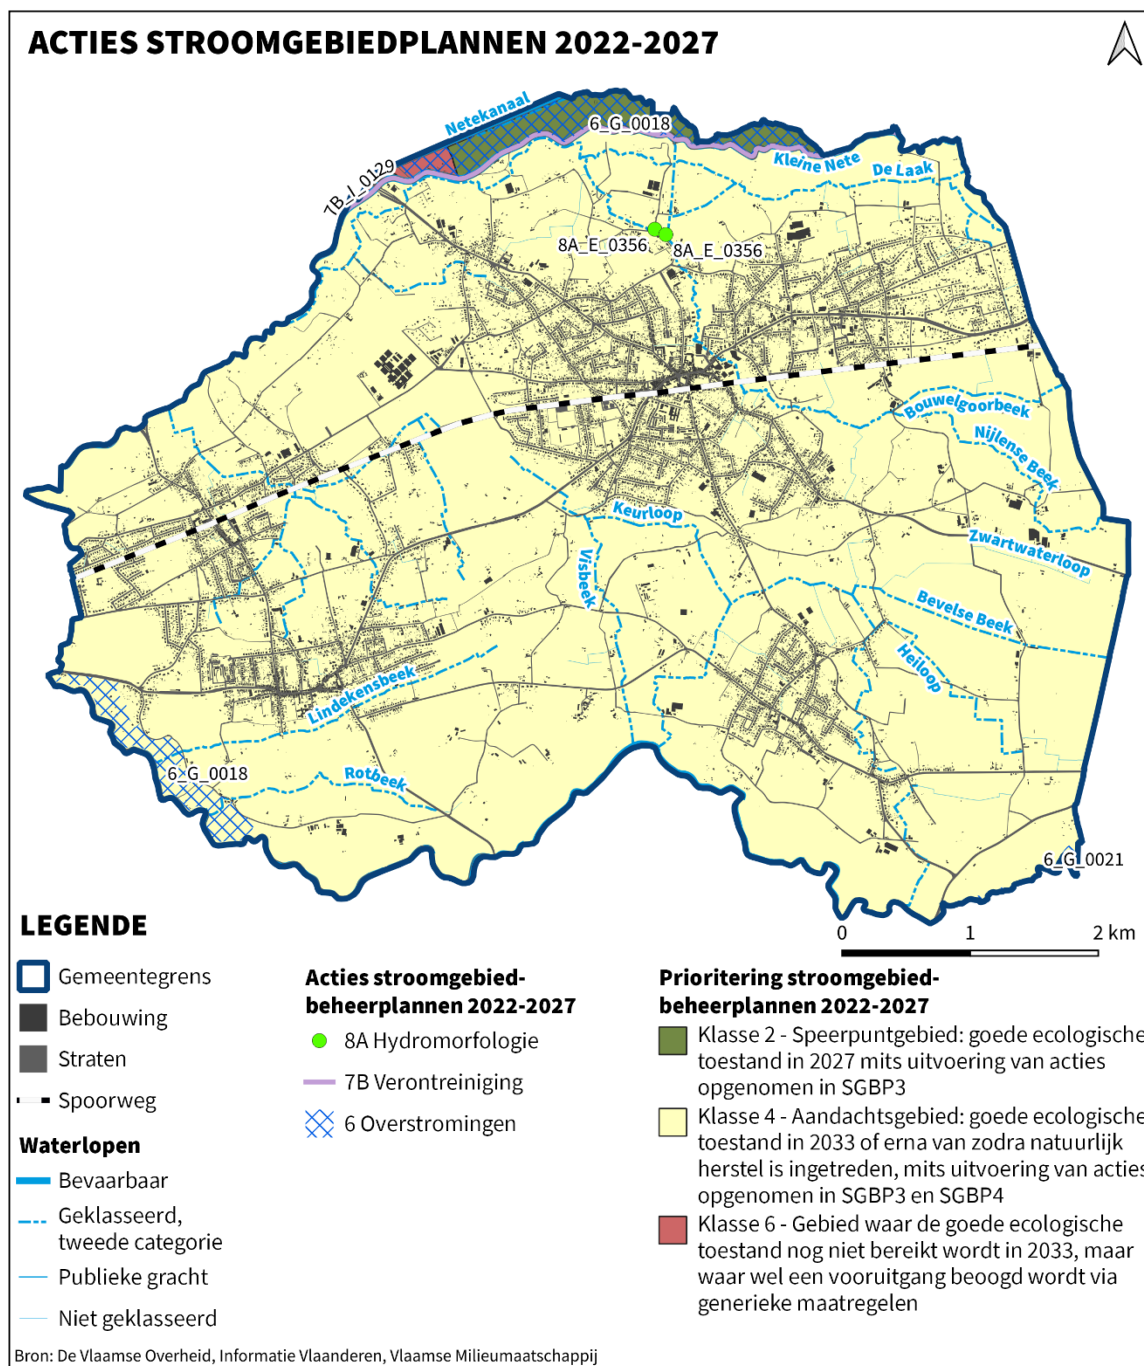 ACTIES STROOMGEBIEDPLANNEN 2022-2027
Netekanaal
6_G_0018
Kleine Nete
De Laak
7B_I_0129
8A_E_0356
8A_E_0356
Bouwelgoorbeek
Nijlense Beek
Keurloop
Zwartwaterloop
Visbeek
Bevelse Beek
Heiloop
Lindekensbeek
6_G_0018
Rotbeek
6_G_0021
0 1 2 km
LEGENDE
Gemeentegrens
Bebouwing
Straten
Spoorweg
Waterlopen
Bevaarbaar
Geklasseerd,
tweede categorie
Publieke gracht
Niet geklasseerd
Acties stroomgebied-
beheerplannen 2022-2027
8A Hydromorfologie
7B Verontreiniging
6 Overstromingen
Prioritering stroomgebied-
beheerplannen 2022-2027
Klasse 2 - Speerpuntgebied: goede ecologische
toestand in 2027 mits uitvoering van acties
opgenomen in SGBP3
Klasse 4 - Aandachtsgebied: goede ecologische
toestand in 2033 of erna van zodra natuurlijk
herstel is ingetreden, mits uitvoering van acties
opgenomen in SGBP3 en SGBP4
Klasse 6 - Gebied waar de goede ecologische
toestand nog niet bereikt wordt in 2033, maar
waar wel een vooruitgang beoogd wordt via
generieke maatregelen
Bron: De Vlaamse Overheid, Informatie Vlaanderen, Vlaamse Milieumaatschappij